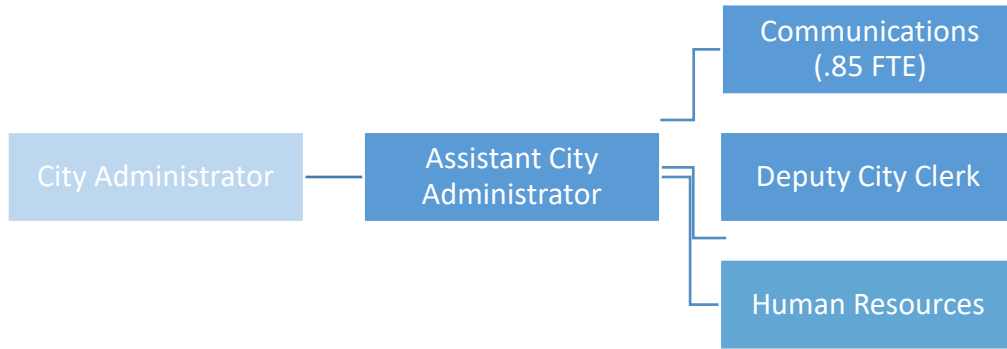 City Administrator
Assistant City
Administrator
Communications
(.85 FTE)
Deputy City Clerk
Human Resources